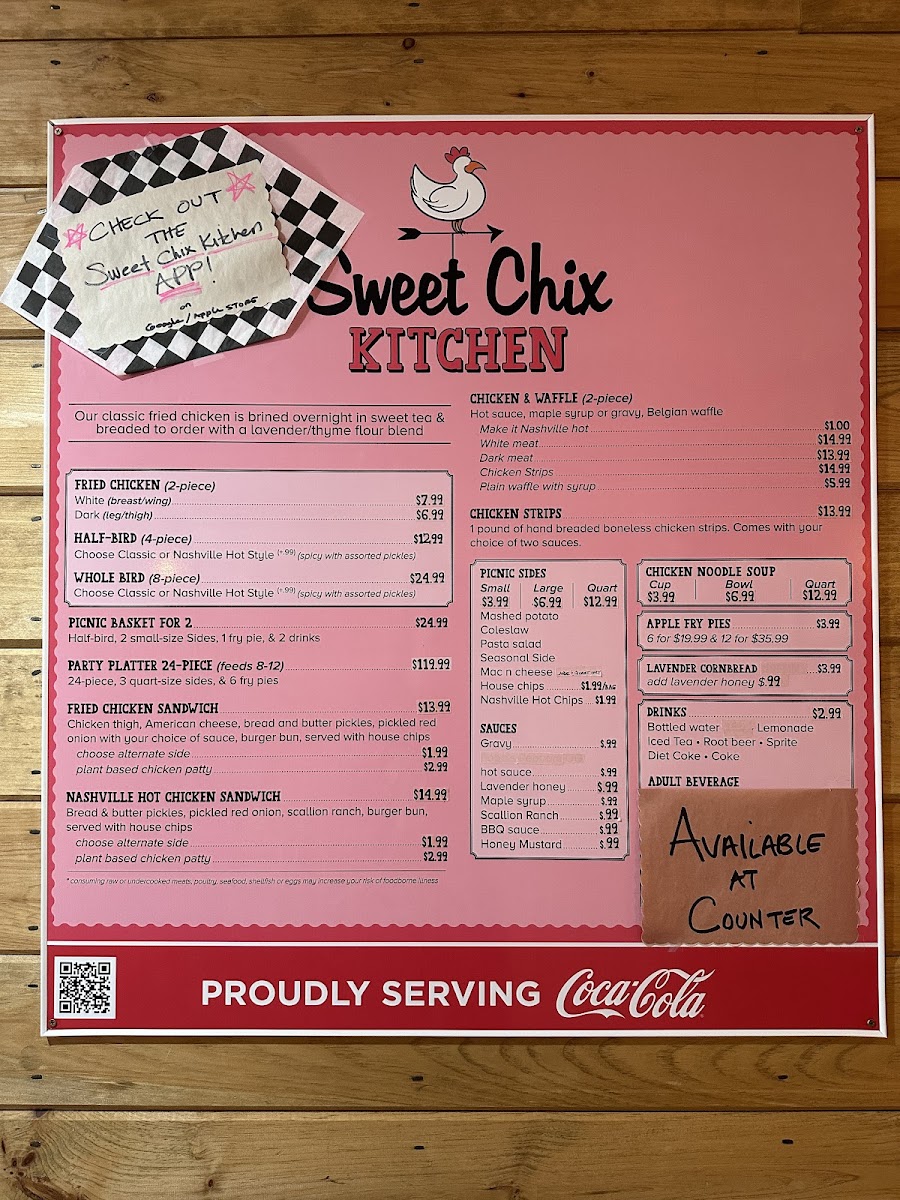 CHECK OUT
THE
Sweet Chix Kitchen
APP!
on
Google / Apple STORE
Sweet Chix
KITCHEN
Our classic fried chicken is brined overnight in sweet tea &
breaded to order with a lavender/thyme flour blend
FRIED CHICKEN (2-piece)
White (breast/wing) $7.99
Dark (leg/thigh) $6.99
HALF-BIRD (4-piece) $12.99
Choose Classic or Nashville Hot Style (+.99) (spicy with assorted pickles)
WHOLE BIRD (8-piece) $24.99
Choose Classic or Nashville Hot Style (+.99) (spicy with assorted pickles)
PICNIC BASKET FOR 2 $24.99
Half-bird, 2 small-size Sides, 1 fry pie, & 2 drinks
PARTY PLATTER 24-PIECE (feeds 8-12) $119.99
24-piece, 3 quart-size sides, & 6 fry pies
FRIED CHICKEN SANDWICH $13.99
Chicken thigh, American cheese, bread and butter pickles, pickled red
onion with your choice of sauce, burger bun, served with house chips
choose alternate side $1.99
plant based chicken patty $2.99
NASHVILLE HOT CHICKEN SANDWICH $14.99
Bread & butter pickles, pickled red onion, scallion ranch, burger bun,
served with house chips
choose alternate side $1.99
plant based chicken patty $2.99
* consuming raw or undercooked meats, poultry, seafood, shellfish or eggs may increase your risk of foodborne illness
CHICKEN & WAFFLE (2-piece)
Hot sauce, maple syrup or gravy, Belgian waffle
Make it Nashville hot $1.00
White meat $14.99
Dark meat $13.99
Chicken Strips $14.99
Plain waffle with syrup $5.99
CHICKEN STRIPS $13.99
1 pound of hand breaded boneless chicken strips. Comes with your
choice of two sauces.
PICNIC SIDES
Small Large Quart
$3.99 $6.99 $12.99
Mashed potato
Coleslaw
Pasta salad
Seasonal Side
Mac n cheese
House chips $1.99/BAG
Nashville Hot Chips $1.99
SAUCES
Gravy $.99
hot sauce $.99
Lavender honey $.99
Maple syrup $.99
Scallion Ranch $.99
BBQ sauce $.99
Honey Mustard $.99
CHICKEN NOODLE SOUP
Cup Bowl Quart
$3.99 $6.99 $12.99
APPLE FRY PIES $3.99
6 for $19.99 & 12 for $35.99
LAVENDER CORNBREAD $3.99
add lavender honey $.99
DRINKS $2.99
Bottled water • Lemonade
Iced Tea • Root beer • Sprite
Diet Coke • Coke
ADULT BEVERAGE
AVAILABLE
AT
COUNTER
PROUDLY SERVING Coca-Cola